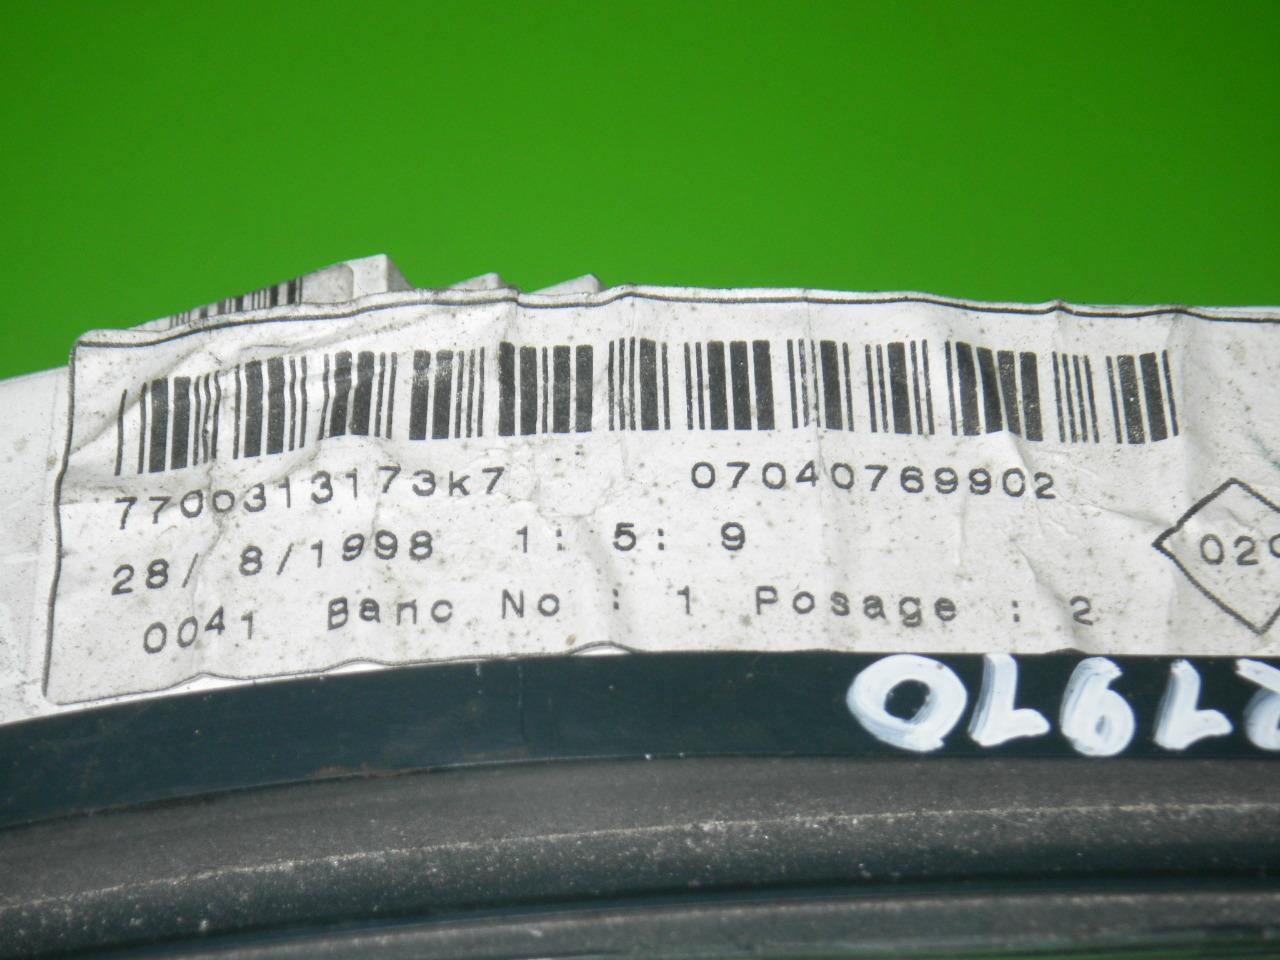 7700313173K7 07040769902
28/ 8/1998 1: 5: 9
0041 Banc No : 1 Posage : 2